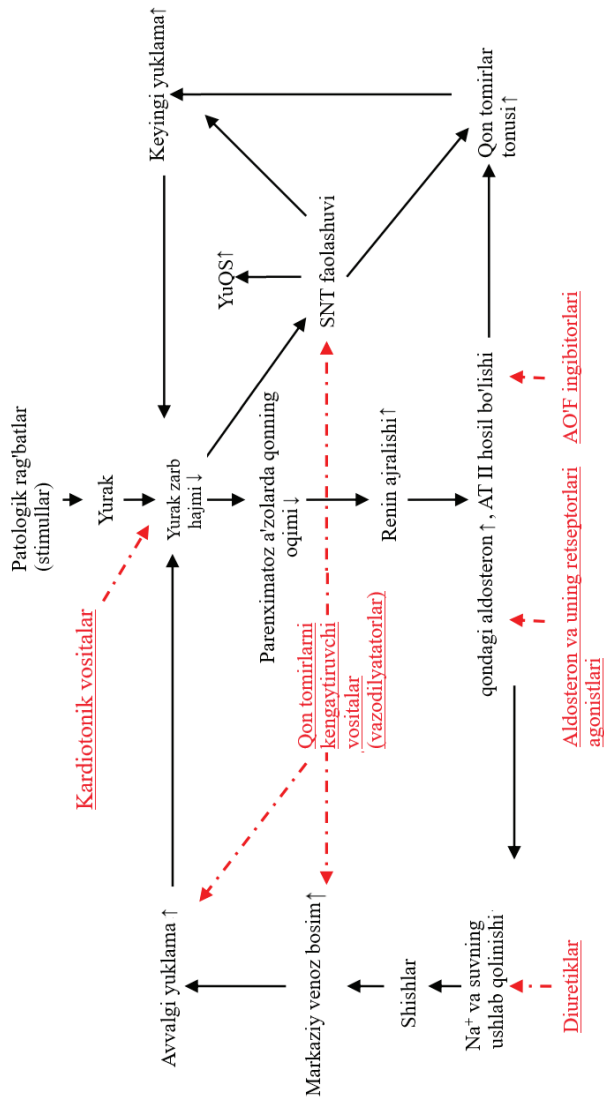 Patologik rag'batlar
(stimullar)
Yurak
Kardiotonik vositalar
Avvalgi yuklama↑
Yurak zarb
hajmi↓
Keyingi yuklama↑
YuQS↑
Parenximatoz a'zolarda qonning
oqimi↓
SNT faolashuvi
Markaziy venoz bosim↑
Qon tomirlarni
kengaytiruvchi
vositalar
(vazodilyatatorlar)
Shishlar
Renin ajralishi↑
Na⁺ va suvning
ushlab qolinishi
qondagi aldosteron↑, AT II hosil bo'lishi
Qon tomirlar
tonusi↑
Diuretiklar
Aldosteron va uning retseptorlari
agonistlari
AO'F ingibitorlari